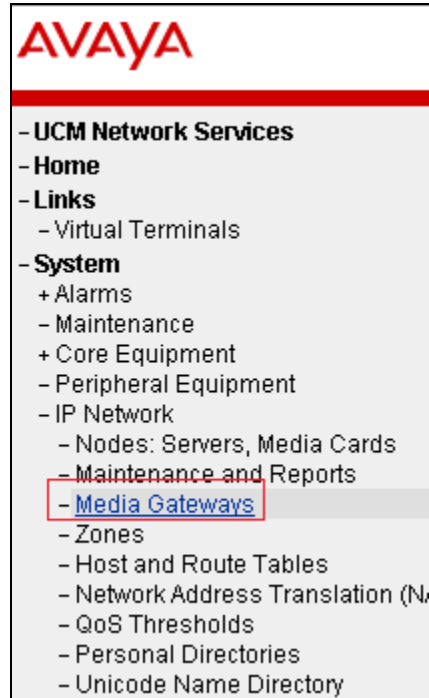 AVAYA
– UCM Network Services
– Home
– Links
– Virtual Terminals
– System
+ Alarms
– Maintenance
+ Core Equipment
– Peripheral Equipment
– IP Network
– Nodes: Servers, Media Cards
– Maintenance and Reports
– Media Gateways
– Zones
– Host and Route Tables
– Network Address Translation (N
– QoS Thresholds
– Personal Directories
– Unicode Name Directory